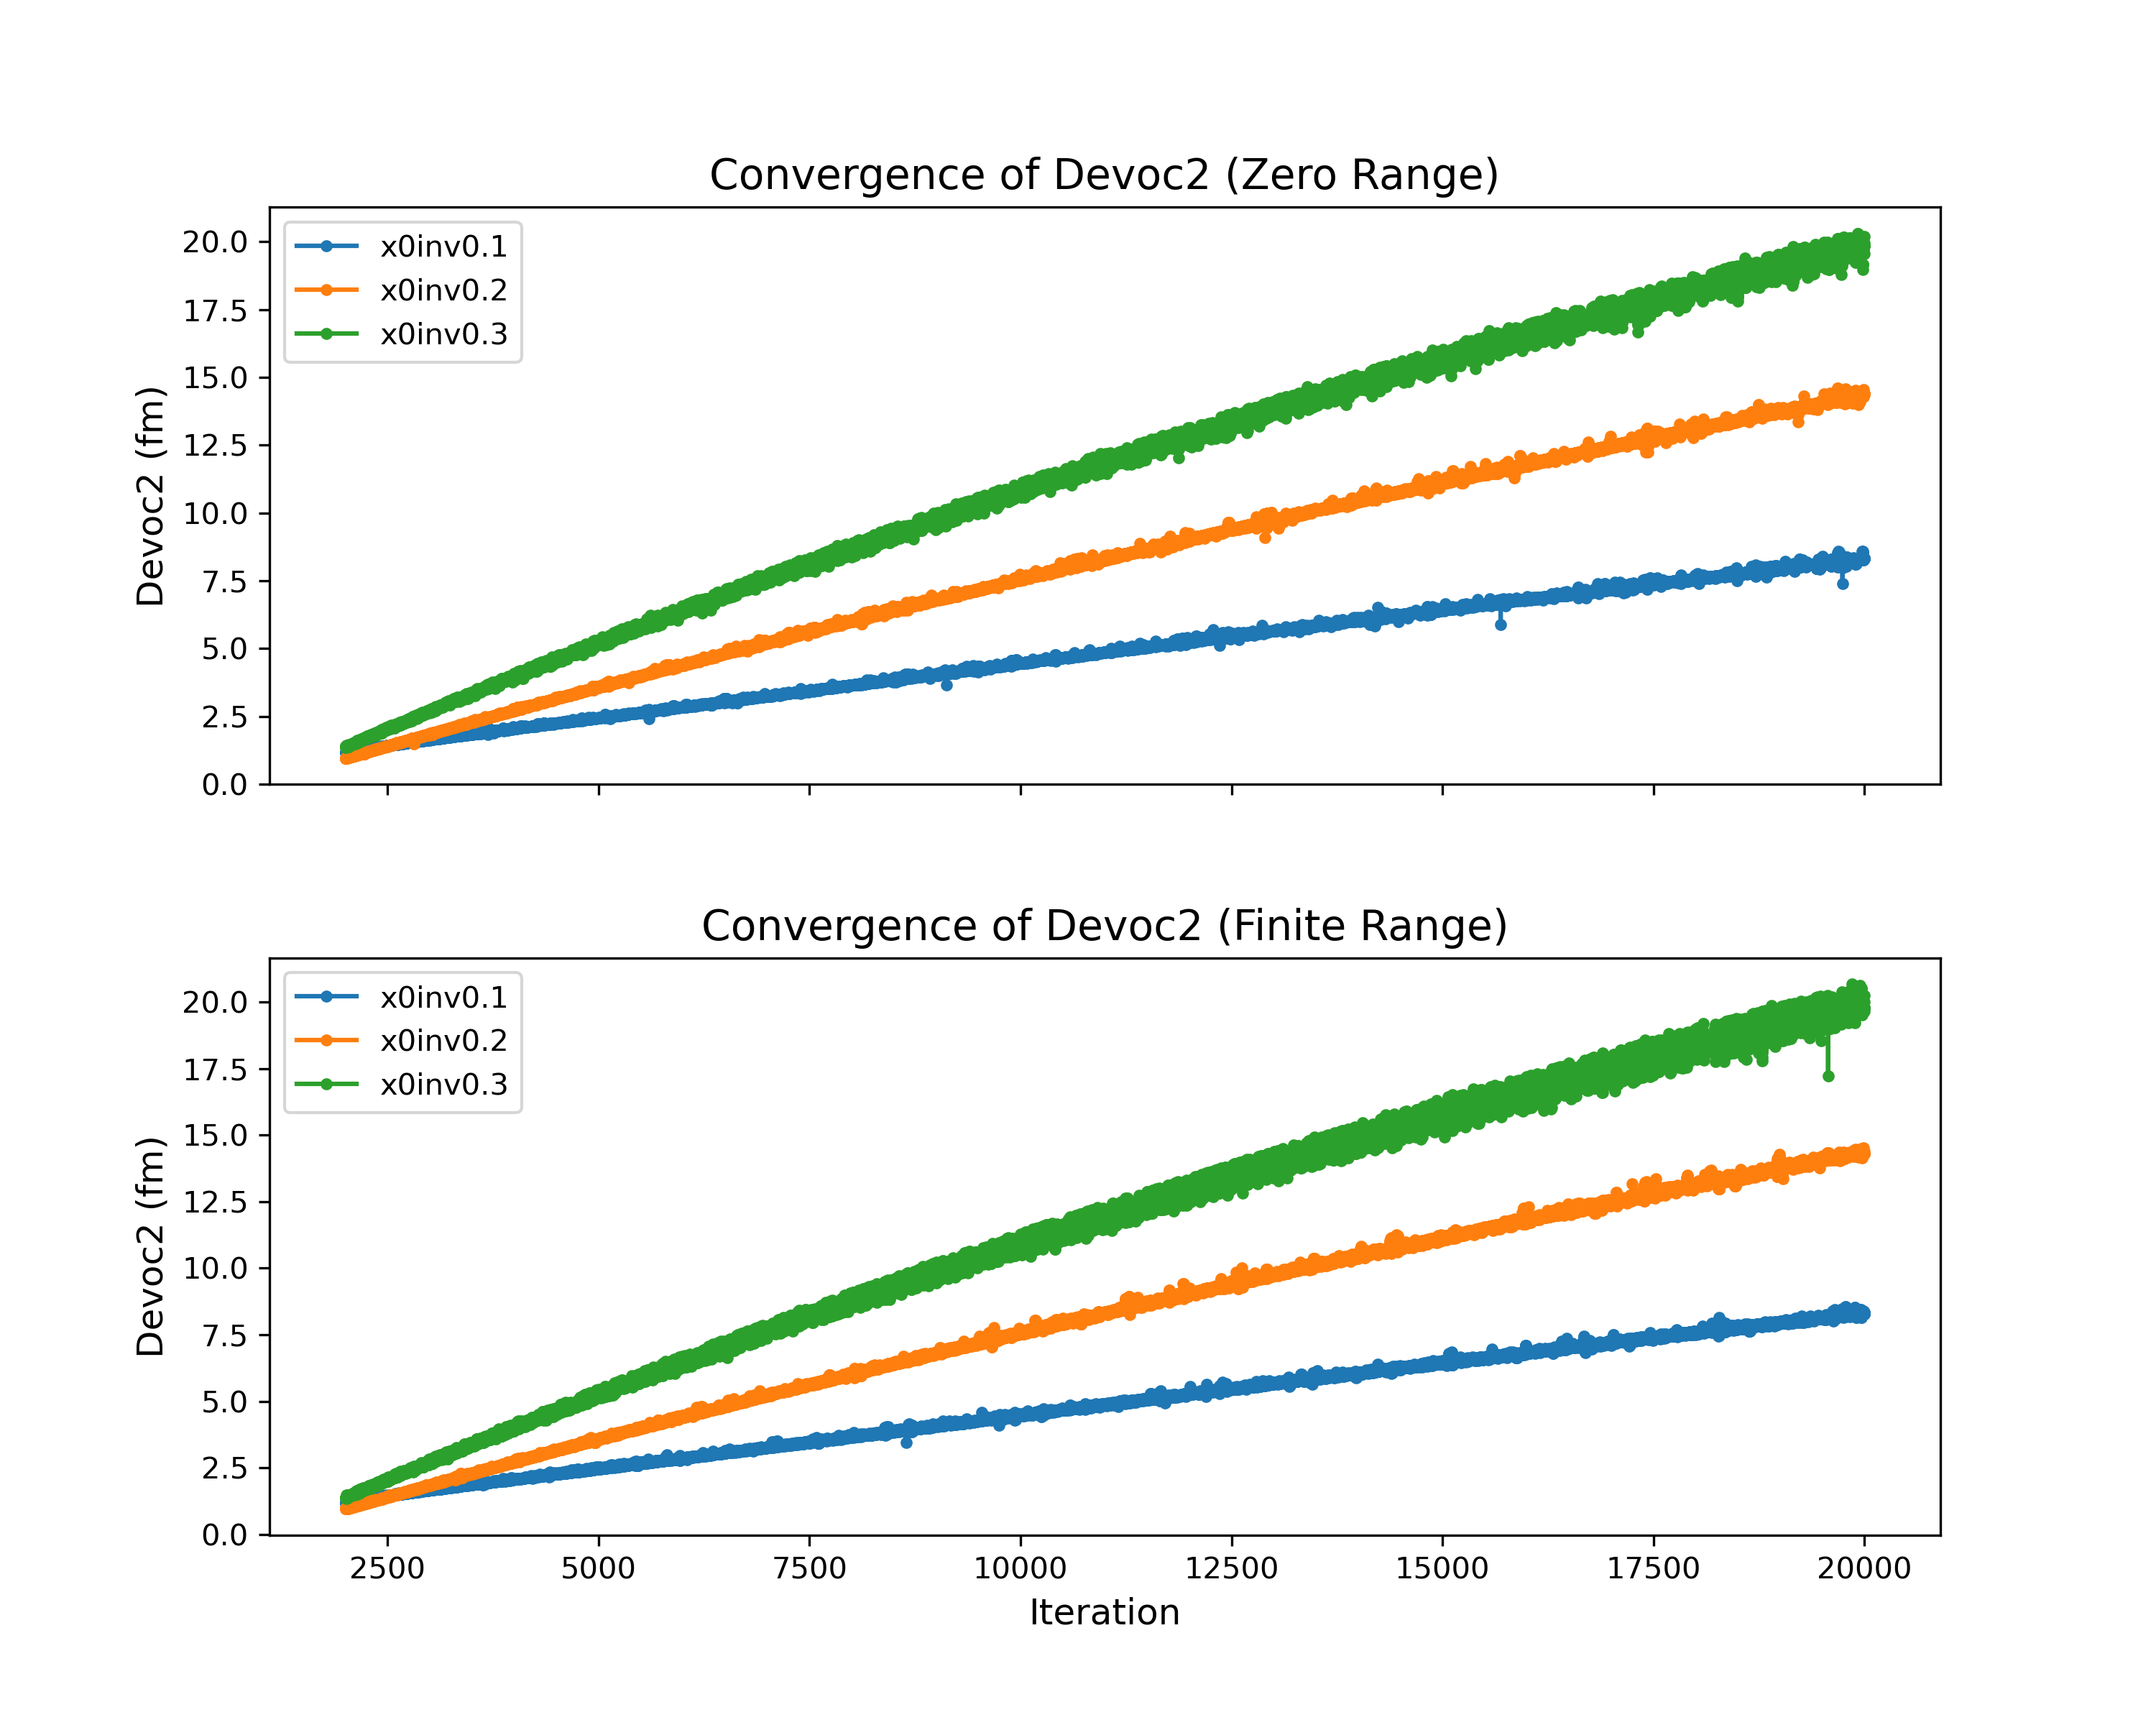 Convergence of Devoc2 (Zero Range)
Devoc2 (fm)
20.0
17.5
15.0
12.5
10.0
7.5
5.0
2.5
0.0
x0inv0.1
x0inv0.2
x0inv0.3
Convergence of Devoc2 (Finite Range)
Devoc2 (fm)
20.0
17.5
15.0
12.5
10.0
7.5
5.0
2.5
0.0
x0inv0.1
x0inv0.2
x0inv0.3
2500 5000 7500 10000 12500 15000 17500 20000
Iteration